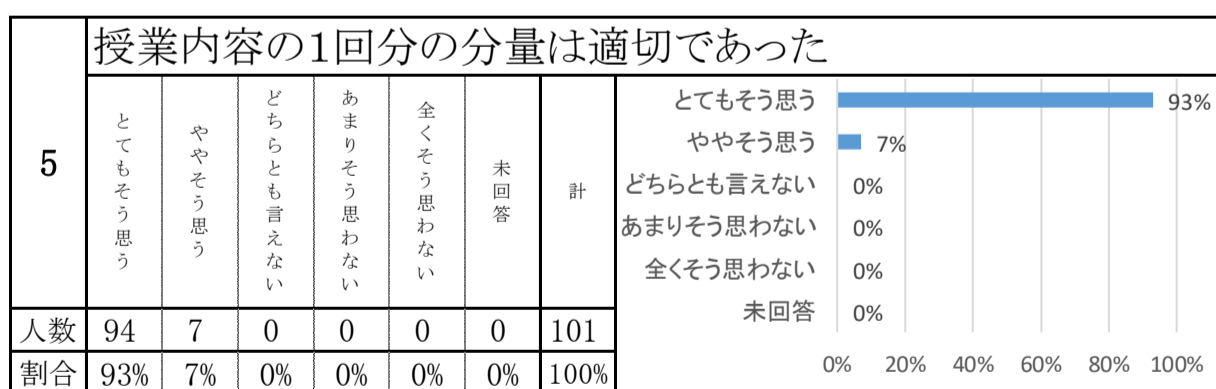 5
授業内容の1回分の分量は適切であった
とてもそう思う
ややそう思う
どちらとも言えない
あまりそう思わない
全くそう思わない
未回答
計
人数 94 7 0 0 0 0 101
割合 93% 7% 0% 0% 0% 0% 100%
とてもそう思う 93%
ややそう思う 7%
どちらとも言えない 0%
あまりそう思わない 0%
全くそう思わない 0%
未回答 0%
0% 20% 40% 60% 80% 100%